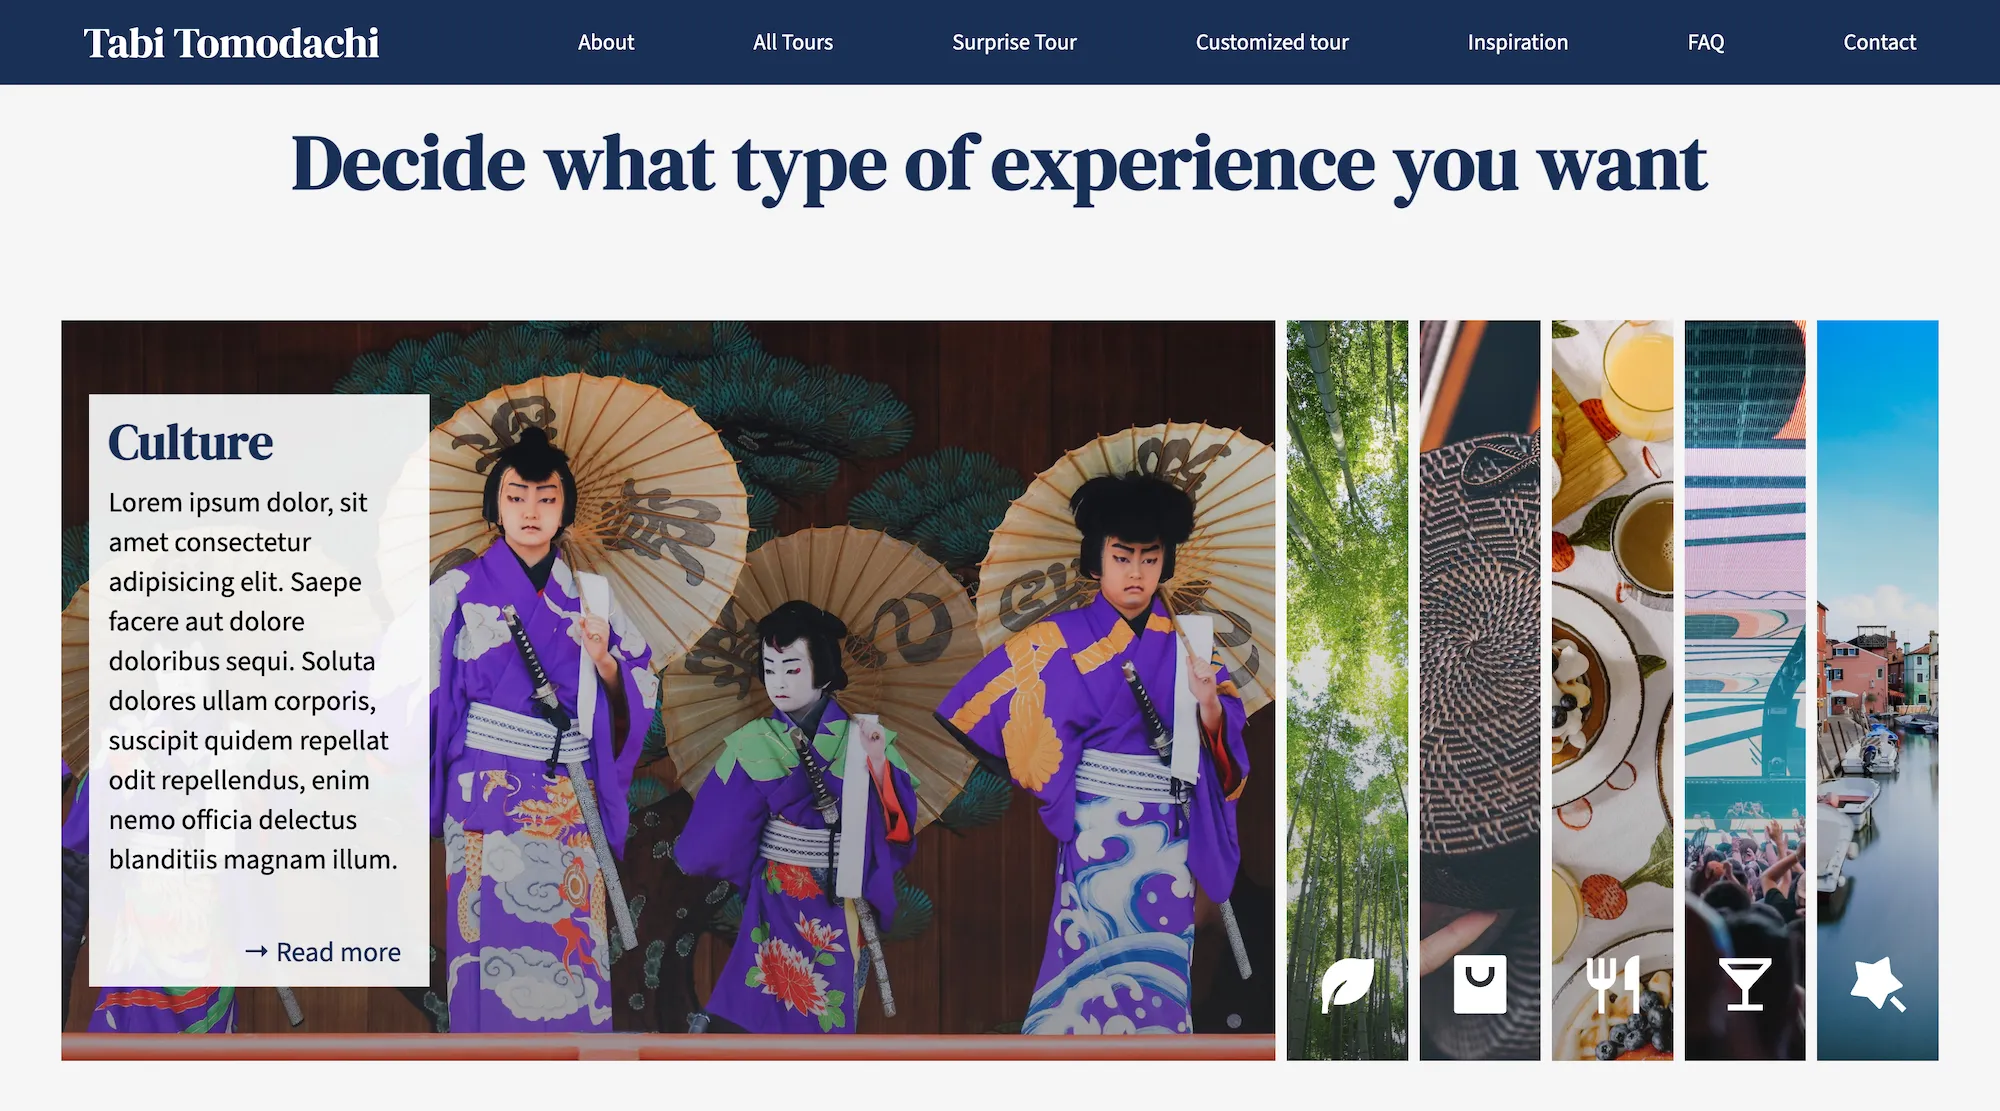 Tabi Tomodachi
About
All Tours
Surprise Tour
Customized tour
Inspiration
FAQ
Contact
Decide what type of experience you want
Culture
Lorem ipsum dolor, sit
amet consectetur
adipisicing elit. Saepe
facere aut dolore
doloribus sequi. Soluta
dolores ullam corporis,
suscipit quidem repellat
odit repellendus, enim
nemo officia delectus
blanditiis magnam illum.
→ Read more